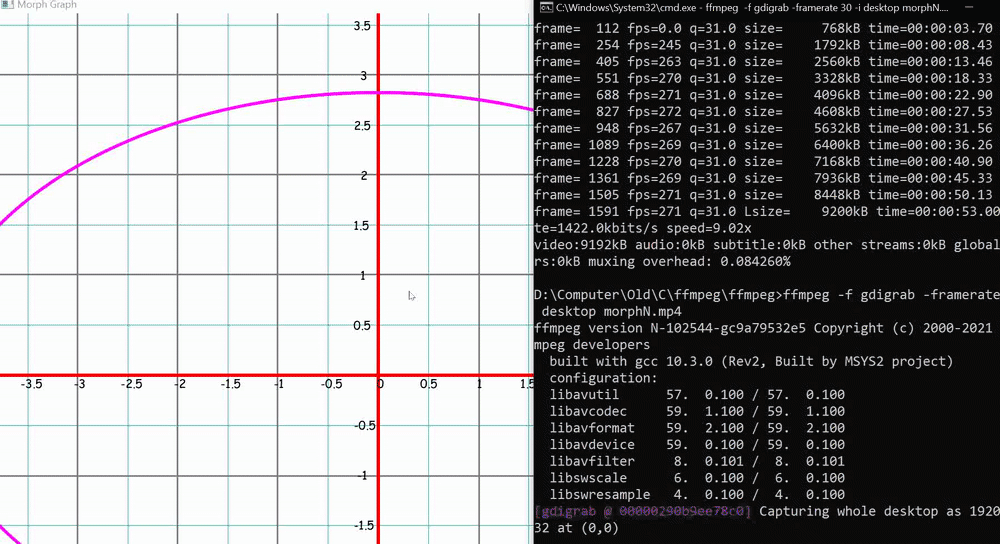 Morph Graph
3
2.5
2
1.5
1
0.5
-3.5 -3 -2.5 -2 -1.5 -1 -0.5 0 0,5 1 1.5
-0.5
-1
-1.5
C:\Windows\System32\cmd.exe - ffmpeg -f gdigrab -framerate 30 -i desktop morphN....
frame= 112 fps=0.0 q=31.0 size= 768kB time=00:00:03.70
frame= 254 fps=245 q=31.0 size= 1792kB time=00:00:08.43
frame= 405 fps=263 q=31.0 size= 2560kB time=00:00:13.46
frame= 551 fps=270 q=31.0 size= 3328kB time=00:00:18.33
frame= 688 fps=271 q=31.0 size= 4096kB time=00:00:22.90
frame= 827 fps=272 q=31.0 size= 4608kB time=00:00:27.53
frame= 948 fps=267 q=31.0 size= 5632kB time=00:00:31.56
frame= 1089 fps=269 q=31.0 size= 6400kB time=00:00:36.26
frame= 1228 fps=270 q=31.0 size= 7168kB time=00:00:40.90
frame= 1361 fps=269 q=31.0 size= 7936kB time=00:00:45.33
frame= 1505 fps=271 q=31.0 size= 8448kB time=00:00:50.13
frame= 1591 fps=271 q=31.0 Lsize= 9200kB time=00:00:53.00
te=1422.0kbits/s speed=9.02x
video:9192kB audio:0kB subtitle:0kB other streams:0kB global
rs:0kB muxing overhead: 0.084260%
D:\Computer\Old\C\ffmpeg\ffmpeg>ffmpeg -f gdigrab -framerate
desktop morphN.mp4
ffmpeg version N-102544-gc9a79532e5 Copyright (c) 2000-2021
mpeg developers
built with gcc 10.3.0 (Rev2, Built by MSYS2 project)
configuration:
libavutil 57. 0.100 / 57. 0.100
libavcodec 59. 1.100 / 59. 1.100
libavformat 59. 2.100 / 59. 2.100
libavdevice 59. 0.100 / 59. 0.100
libavfilter 8. 0.101 / 8. 0.101
libswscale 6. 0.100 / 6. 0.100
libswresample 4. 0.100 / 4. 0.100
[gdigrab @ 00000290b9ee78c0] Capturing whole desktop as 1920
32 at (0,0)